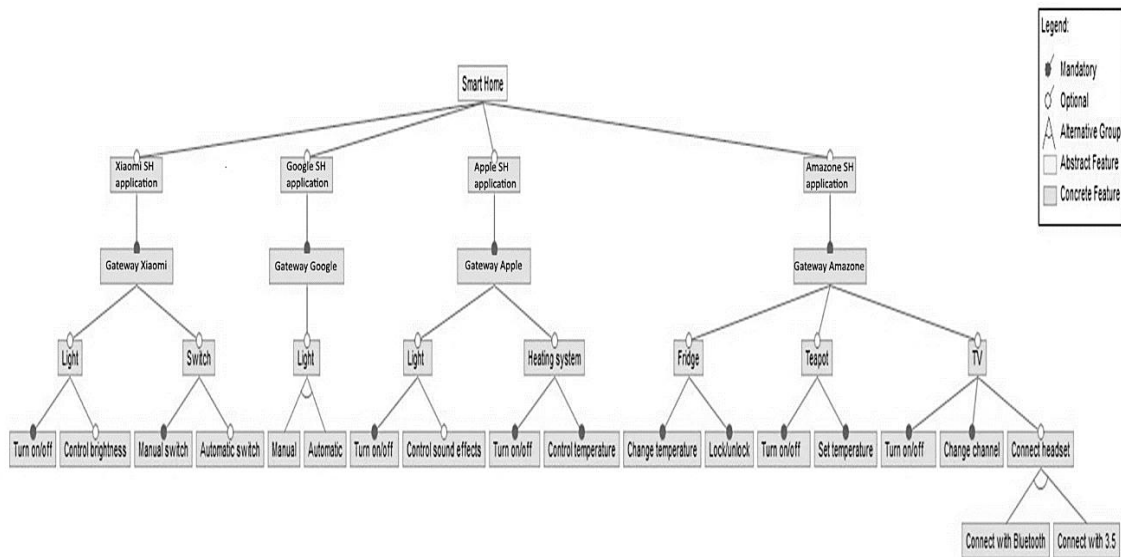 Legend:
Mandatory
Optional
Alternative Group
Abstract Feature
Concrete Feature
Smart Home
Xiaomi SH
application
Google SH
application
Apple SH
application
Amazone SH
application
Gateway Xiaomi
Gateway Google
Gateway Apple
Gateway Amazone
Light
Switch
Light
Light
Heating system
Fridge
Teapot
TV
Turn on/off
Control brightness
Manual switch
Automatic switch
Manual
Automatic
Turn on/off
Control sound effects
Turn on/off
Control temperature
Change temperature
Lock/unlock
Turn on/off
Set temperature
Turn on/off
Change channel
Connect headset
Connect with Bluetooth
Connect with 3.5